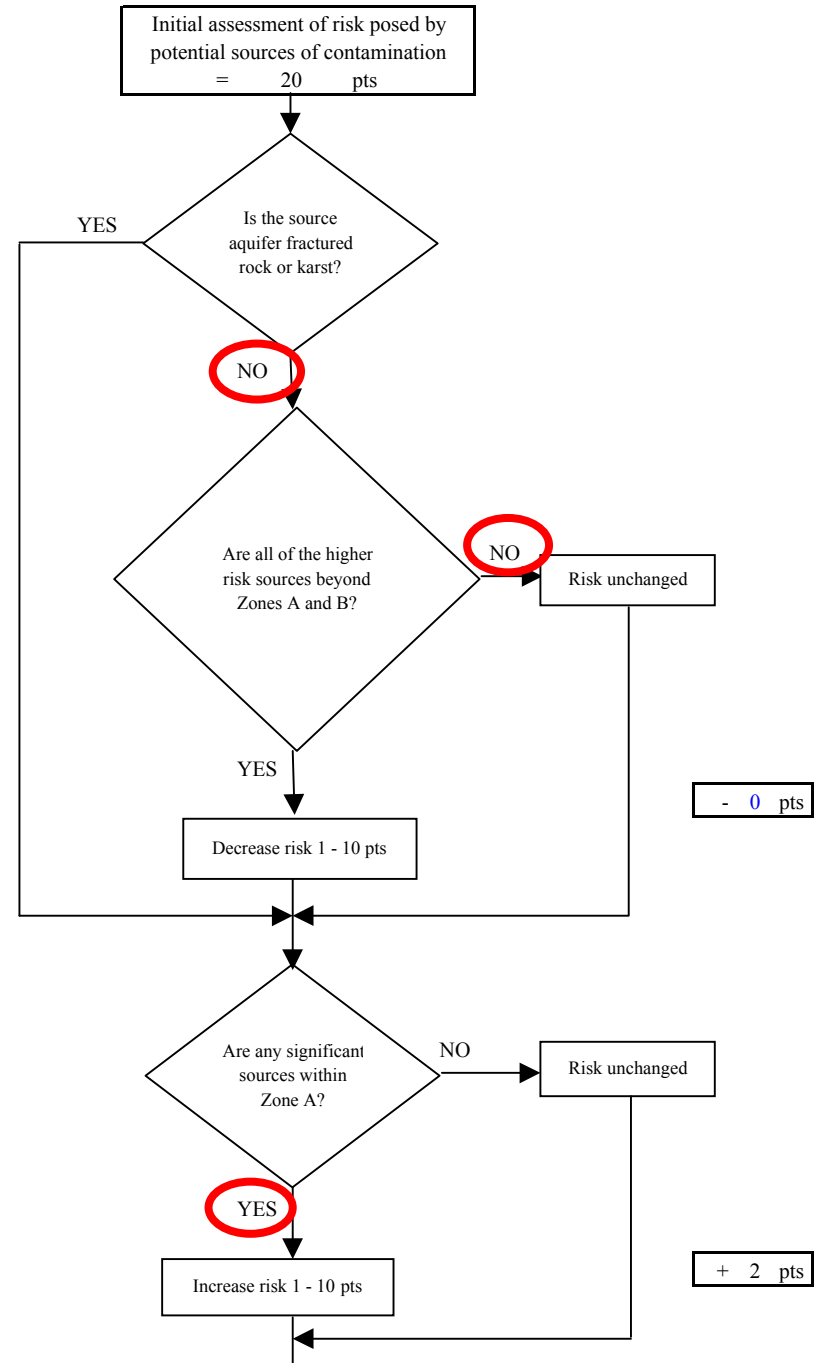 Initial assessment of risk posed by
potential sources of contamination
= 20 pts
Is the source
aquifer fractured
rock or karst?
YES
NO
Are all of the higher
risk sources beyond
Zones A and B?
NO
Risk unchanged
YES
- 0 pts
Decrease risk 1 - 10 pts
Are any significant
sources within
Zone A?
NO
Risk unchanged
YES
+ 2 pts
Increase risk 1 - 10 pts